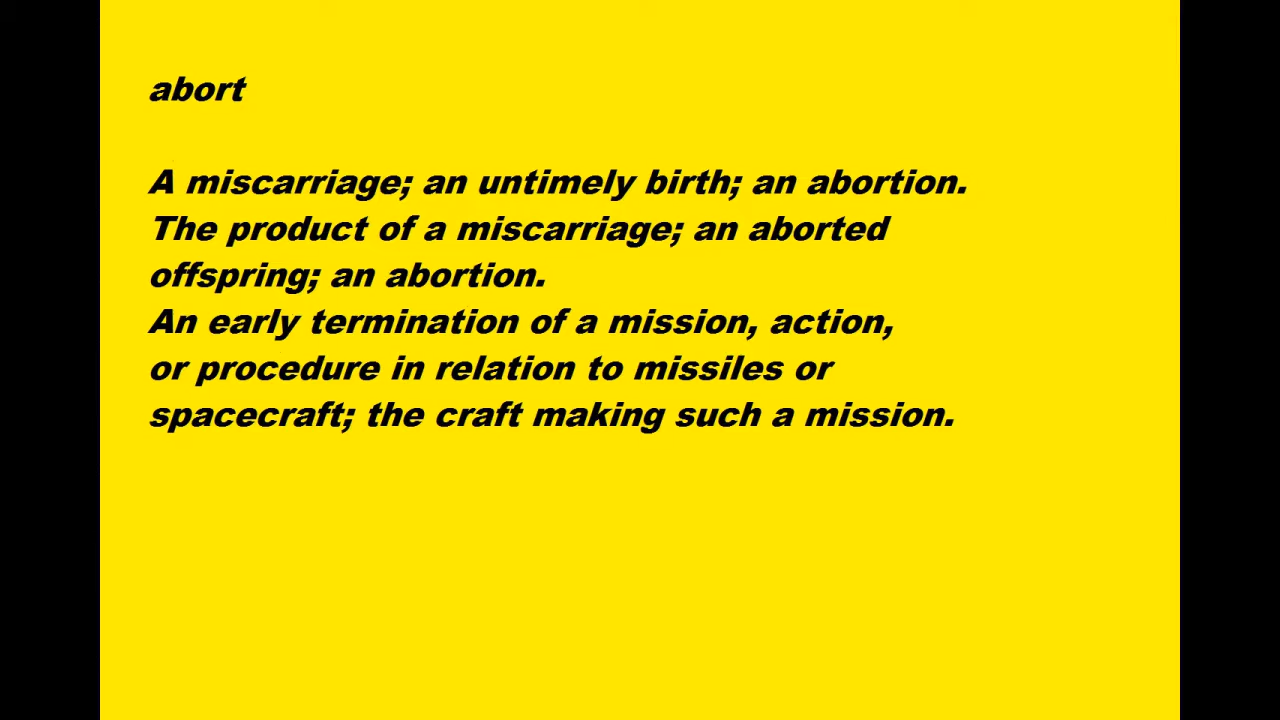 abort
A miscarriage; an untimely birth; an abortion.
The product of a miscarriage; an aborted
offspring; an abortion.
An early termination of a mission, action,
or procedure in relation to missiles or
spacecraft; the craft making such a mission.